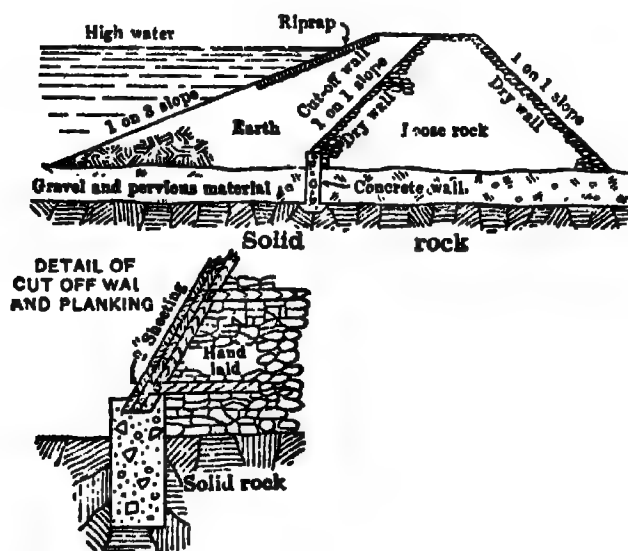 Riprap
High water
1 on 3 slope
Cut-off wall
1 on 1 slope
Dry wall
1 on 1 slope
Dry wall
Earth
Loose rock
Gravel and pervious material
Concrete wall
Solid rock
DETAIL OF
CUT OFF WAL
AND PLANKING
2" Sheeting
Hand
laid
Solid rock